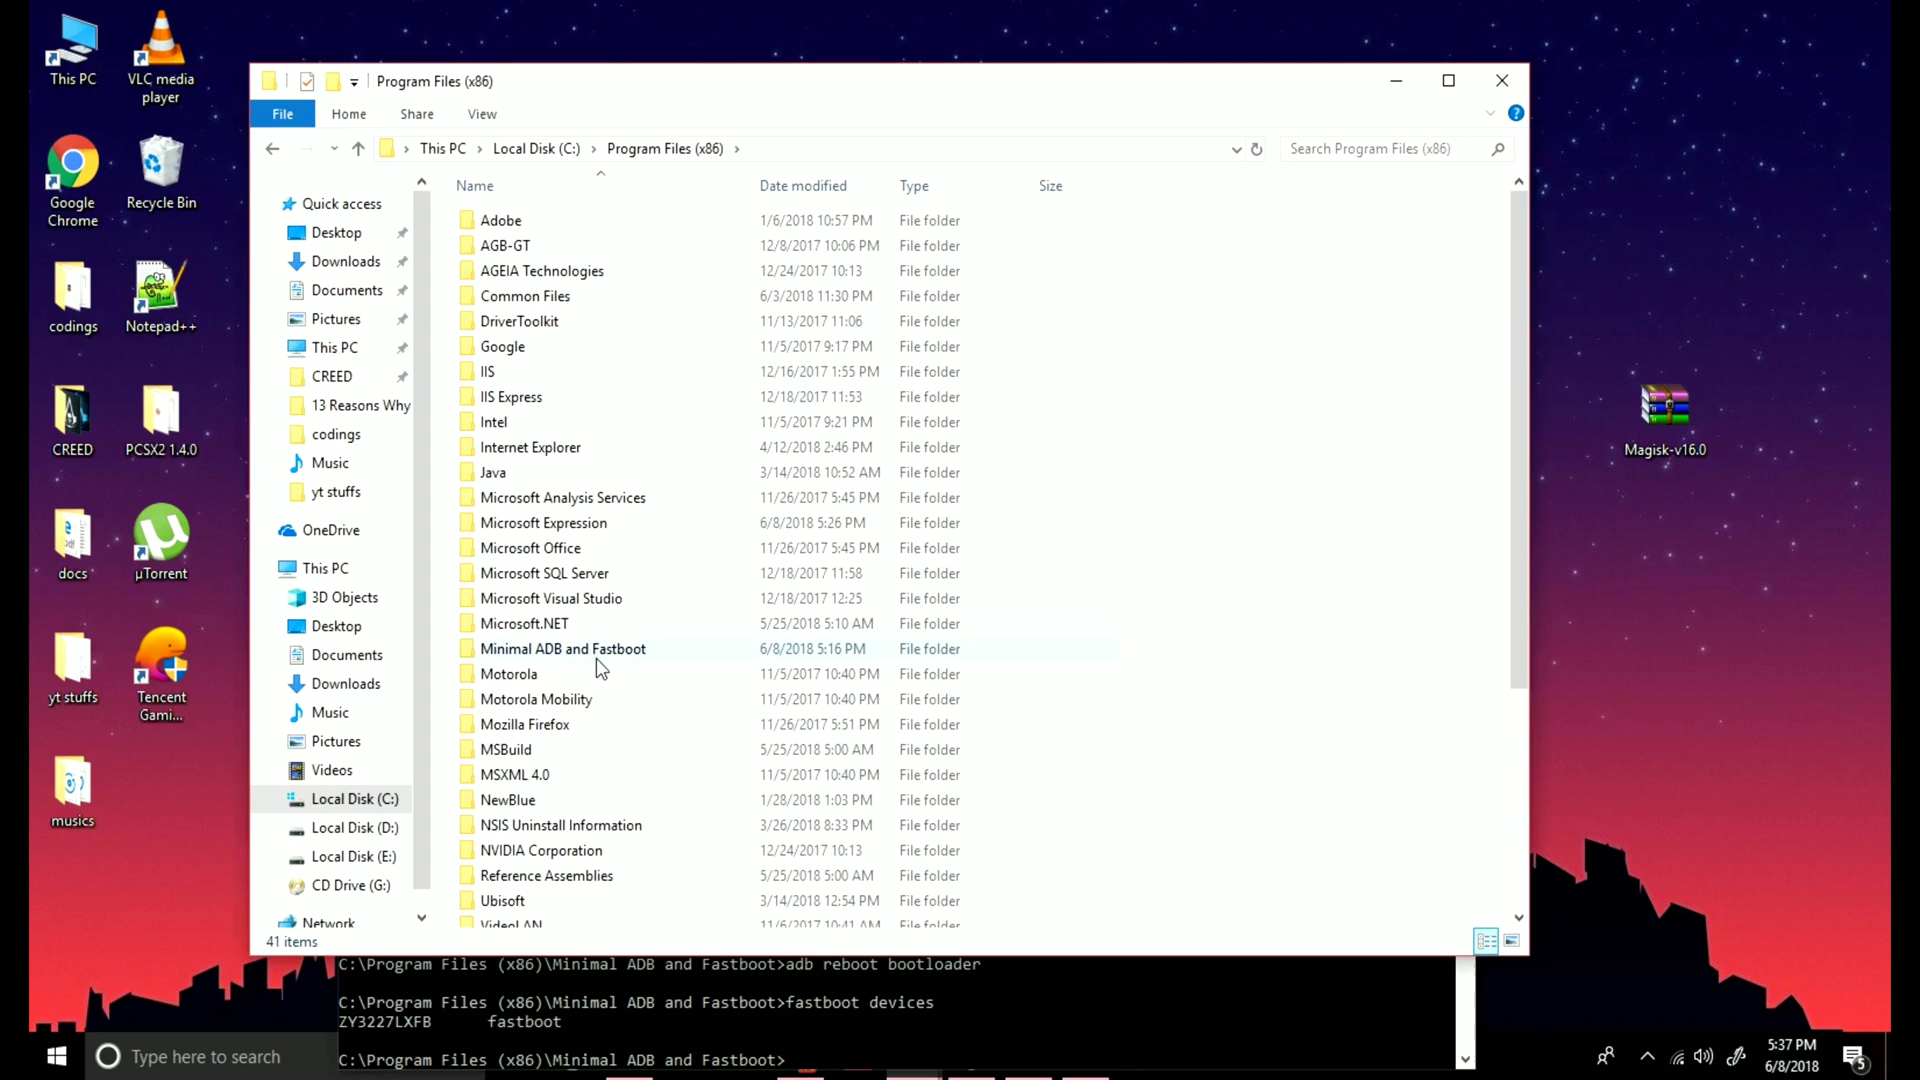 This PC
VLC media
player
Google
Chrome
Recycle Bin
codings
Notepad++
CREED
PCSX2 1.4.0
docs
µTorrent
yt stuffs
Tencent
Gami...
musics
Magisk-v16.0
Program Files (x86)
File Home Share View
This PC Local Disk (C:) Program Files (x86)
Search Program Files (x86)
Quick access
Desktop
Downloads
Documents
Pictures
This PC
CREED
13 Reasons Why
codings
Music
yt stuffs
OneDrive
This PC
3D Objects
Desktop
Documents
Downloads
Music
Pictures
Videos
Local Disk (C:)
Local Disk (D:)
Local Disk (E:)
CD Drive (G:)
Network
Name Date modified Type Size
Adobe 1/6/2018 10:57 PM File folder
AGB-GT 12/8/2017 10:06 PM File folder
AGEIA Technologies 12/24/2017 10:13 File folder
Common Files 6/3/2018 11:30 PM File folder
DriverToolkit 11/13/2017 11:06 File folder
Google 11/5/2017 9:17 PM File folder
IIS 12/16/2017 1:55 PM File folder
IIS Express 12/18/2017 11:53 File folder
Intel 11/5/2017 9:21 PM File folder
Internet Explorer 4/12/2018 2:46 PM File folder
Java 3/14/2018 10:52 AM File folder
Microsoft Analysis Services 11/26/2017 5:45 PM File folder
Microsoft Expression 6/8/2018 5:26 PM File folder
Microsoft Office 11/26/2017 5:45 PM File folder
Microsoft SQL Server 12/18/2017 11:58 File folder
Microsoft Visual Studio 12/18/2017 12:25 File folder
Microsoft.NET 5/25/2018 5:10 AM File folder
Minimal ADB and Fastboot 6/8/2018 5:16 PM File folder
Motorola 11/5/2017 10:40 PM File folder
Motorola Mobility 11/5/2017 10:40 PM File folder
Mozilla Firefox 11/26/2017 5:51 PM File folder
MSBuild 5/25/2018 5:00 AM File folder
MSXML 4.0 11/5/2017 10:40 PM File folder
NewBlue 1/28/2018 1:03 PM File folder
NSIS Uninstall Information 3/26/2018 8:33 PM File folder
NVIDIA Corporation 12/24/2017 10:13 File folder
Reference Assemblies 5/25/2018 5:00 AM File folder
Ubisoft 3/14/2018 12:54 PM File folder
VideoLAN 11/6/2017 10:41 AM File folder
41 items
C:\Program Files (x86)\Minimal ADB and Fastboot>adb reboot bootloader
C:\Program Files (x86)\Minimal ADB and Fastboot>fastboot devices
ZY3227LXFB fastboot
C:\Program Files (x86)\Minimal ADB and Fastboot>
Type here to search
5:37 PM
6/8/2018
5